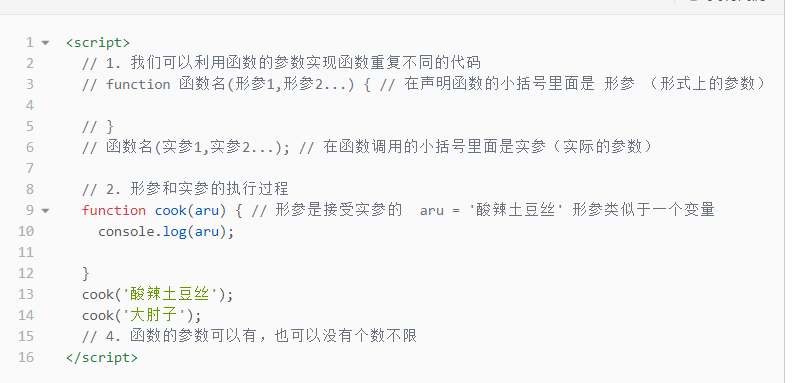 1 <script>
2 // 1. 我们可以利用函数的参数实现函数重复不同的代码
3 // function 函数名(形参1,形参2...) { // 在声明函数的小括号里面是 形参 （形式上的参数）
4
5 // }
6 // 函数名(实参1,实参2...); // 在函数调用的小括号里面是实参（实际的参数）
7
8 // 2. 形参和实参的执行过程
9 function cook(aru) { // 形参是接受实参的  aru = '酸辣土豆丝' 形参类似于一个变量
10 console.log(aru);
11
12 }
13 cook('酸辣土豆丝');
14 cook('大肘子');
15 // 4. 函数的参数可以有，也可以没有个数不限
16 </script>